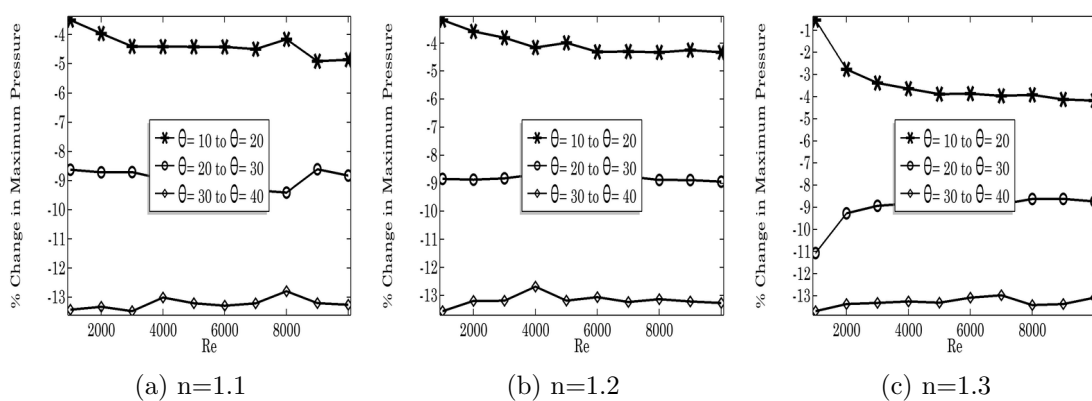 % Change in Maximum Pressure
-4
-5
-6
-7
-8
-9
-10
-11
-12
-13
θ= 10 to θ= 20
θ= 20 to θ= 30
θ= 30 to θ= 40
2000 4000 6000 8000
Re
(a) n=1.1
% Change in Maximum Pressure
-4
-5
-6
-7
-8
-9
-10
-11
-12
-13
θ= 10 to θ= 20
θ= 20 to θ= 30
θ= 30 to θ= 40
2000 4000 6000 8000
Re
(b) n=1.2
% Change in Maximum Pressure
-1
-2
-3
-4
-5
-6
-7
-8
-9
-10
-11
-12
-13
θ= 10 to θ= 20
θ= 20 to θ= 30
θ= 30 to θ= 40
2000 4000 6000 8000
Re
(c) n=1.3